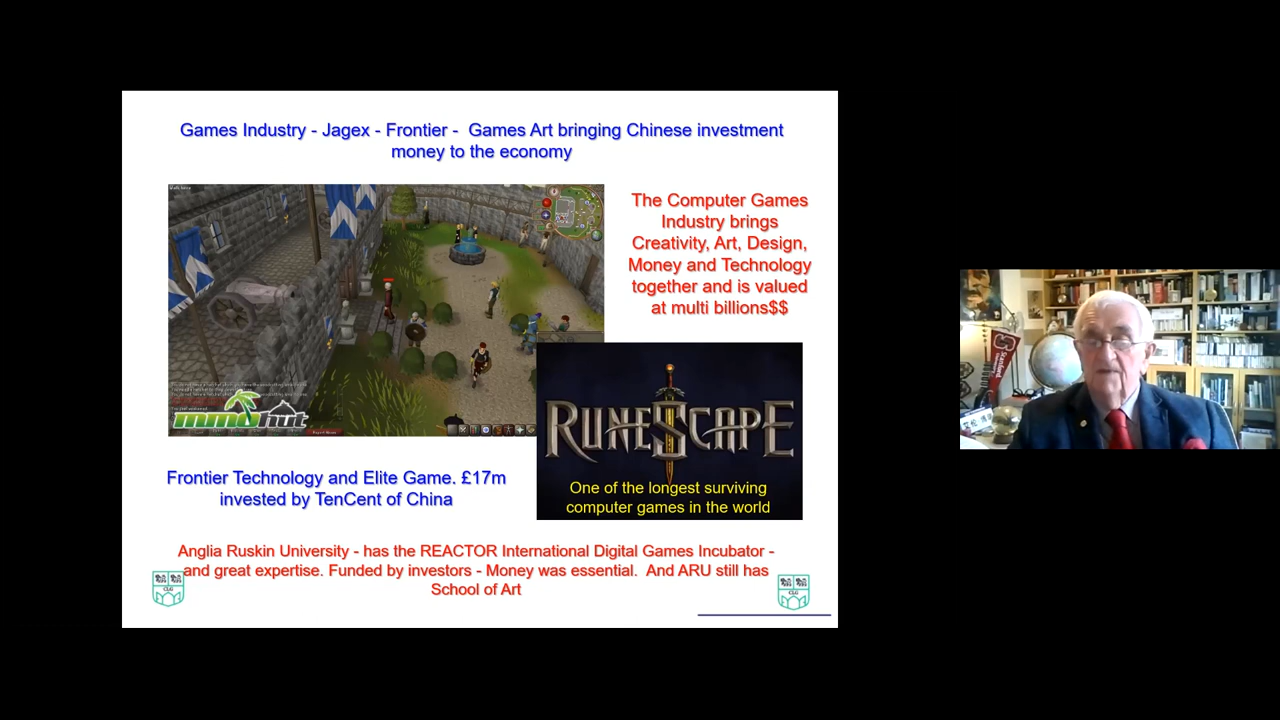 Games Industry - Jagex - Frontier - Games Art bringing Chinese investment
money to the economy
The Computer Games
Industry brings
Creativity, Art, Design,
Money and Technology
together and is valued
at multi billions$$
mmohut
RUNESCAPE
One of the longest surviving
computer games in the world
Frontier Technology and Elite Game. £17m
invested by TenCent of China
Anglia Ruskin University - has the REACTOR International Digital Games Incubator -
and great expertise. Funded by investors - Money was essential. And ARU still has
School of Art
CLG
CLG
Stanford